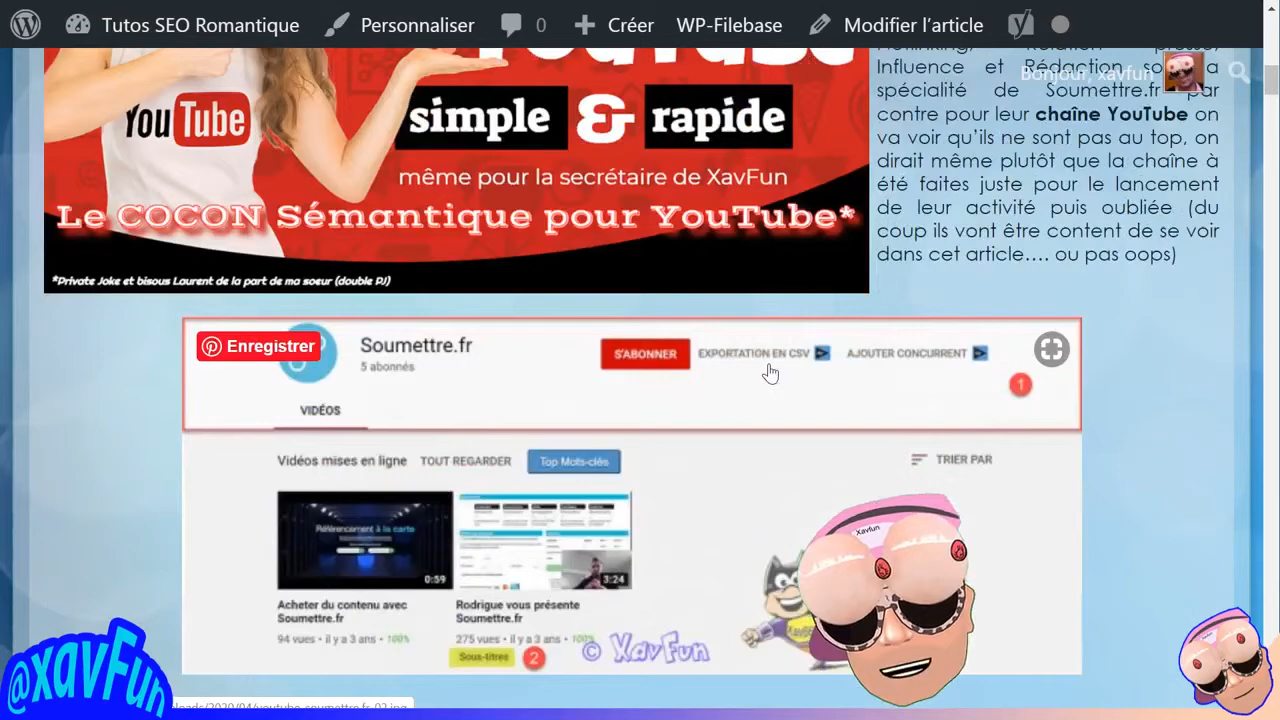 Tutos SEO Romantique
Personnaliser
0
Créer
WP-Filebase
Modifier l'article
Bonjour, xavfun
YouTube
YouTube
simple & rapide
même pour la secrétaire de XavFun
Le COCON Sémantique pour YouTube*
*Private Joke et bisous Laurent de la part de ma soeur (double PJ)
Influence et Rédaction
spécialité de Soumettre.fr par
contre pour leur chaîne YouTube on
va voir qu'ils ne sont pas au top, on
dirait même plutôt que la chaîne à
été faites juste pour le lancement
de leur activité puis oubliée (du
coup ils vont être content de se voir
dans cet article.... ou pas oops)
Enregistrer
Soumettre.fr
5 abonnés
S'ABONNER
EXPORTATION EN CSV
AJOUTER CONCURRENT
1
VIDÉOS
Vidéos mises en ligne
TOUT REGARDER
Top Mots-clés
TRIER PAR
Référencement à la carte
0:59
3:24
Acheter du contenu avec
Soumettre.fr
94 vues • il y a 3 ans • 100%
Rodrigue vous présente
Soumettre.fr
275 vues • il y a 3 ans • 100%
Sous-titres
2
© XavFun
Xavfun
@xavFun